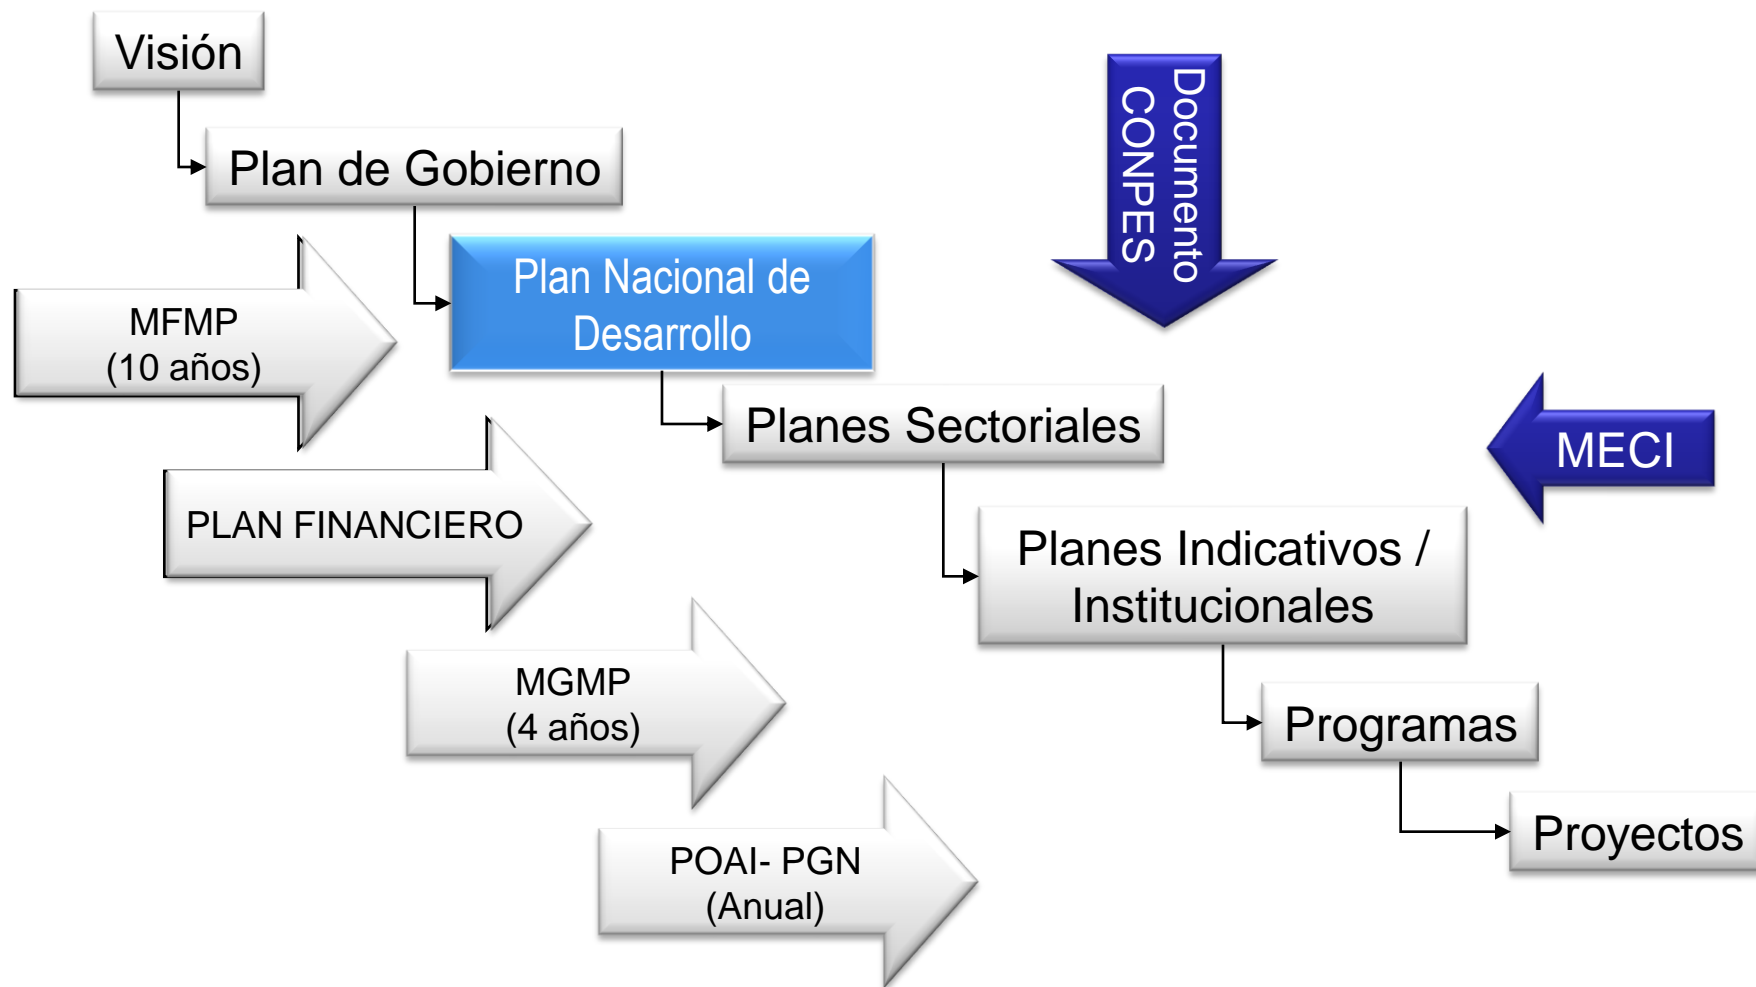 Visión
Plan de Gobierno
Documento
CONPES
Plan Nacional de
Desarrollo
MFMP
(10 años)
Planes Sectoriales
MECI
PLAN FINANCIERO
Planes Indicativos /
Institucionales
MGMP
(4 años)
Programas
Proyectos
POAI- PGN
(Anual)